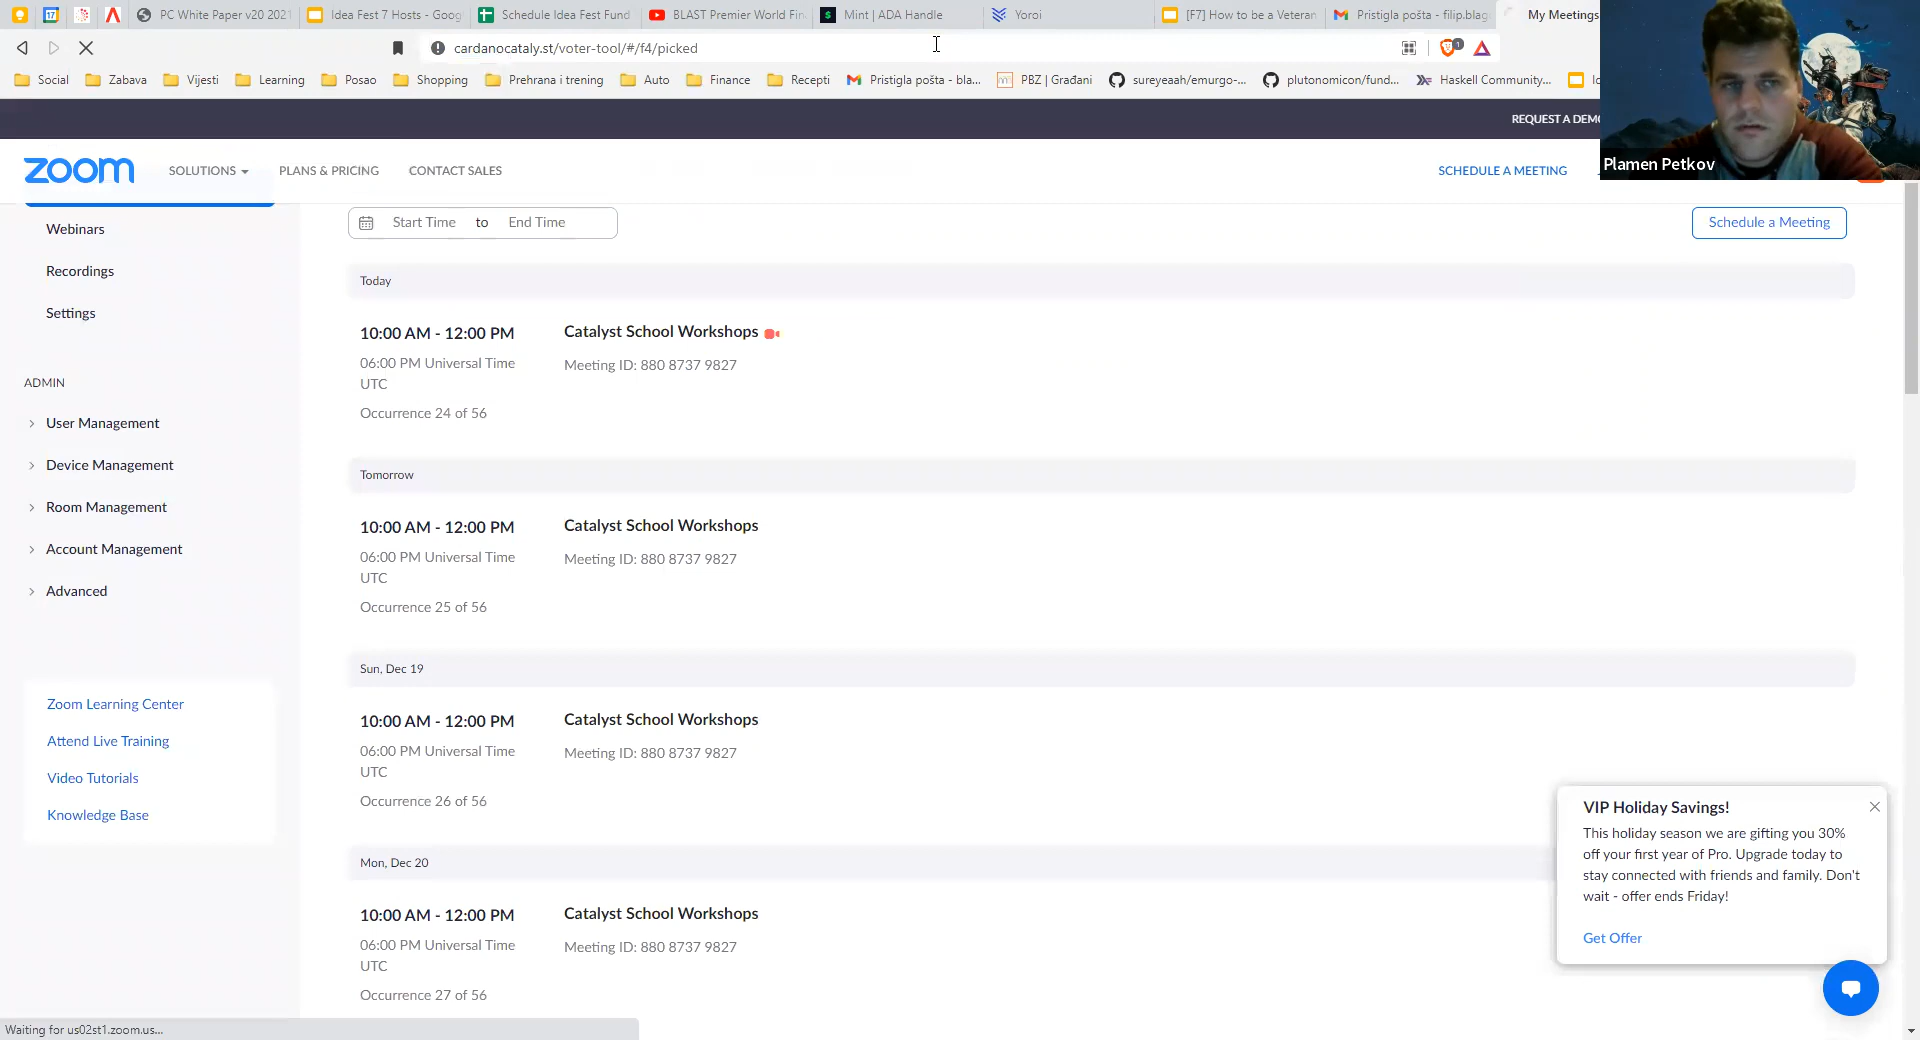 PC White Paper v20 2021
Idea Fest 7 Hosts - Goog
Schedule Idea Fest Fund
BLAST Premier World Fin
Mint | ADA Handle
Yoroi
[F7] How to be a Veteran
Pristigla pošta - filip.blag
My Meetings
cardanocataly.st/voter-tool/#/f4/picked
1
Social
Zabava
Vijesti
Learning
Posao
Shopping
Prehrana i trening
Auto
Finance
Recepti
Pristigla pošta - bla...
PBZ | Građani
sureyeaah/emurgo-...
plutonomicon/fund...
Haskell Community...
REQUEST A DEMO
zoom
SOLUTIONS
PLANS & PRICING
CONTACT SALES
SCHEDULE A MEETING
Plamen Petkov
Webinars
Recordings
Settings
ADMIN
User Management
Device Management
Room Management
Account Management
Advanced
Zoom Learning Center
Attend Live Training
Video Tutorials
Knowledge Base
Start Time to End Time
Schedule a Meeting
Today
10:00 AM - 12:00 PM
Catalyst School Workshops
06:00 PM Universal Time
UTC
Meeting ID: 880 8737 9827
Occurrence 24 of 56
Tomorrow
10:00 AM - 12:00 PM
Catalyst School Workshops
06:00 PM Universal Time
UTC
Meeting ID: 880 8737 9827
Occurrence 25 of 56
Sun, Dec 19
10:00 AM - 12:00 PM
Catalyst School Workshops
06:00 PM Universal Time
UTC
Meeting ID: 880 8737 9827
Occurrence 26 of 56
Mon, Dec 20
10:00 AM - 12:00 PM
Catalyst School Workshops
06:00 PM Universal Time
UTC
Meeting ID: 880 8737 9827
Occurrence 27 of 56
VIP Holiday Savings!
This holiday season we are gifting you 30%
off your first year of Pro. Upgrade today to
stay connected with friends and family. Don't
wait - offer ends Friday!
Get Offer
Waiting for us02st1.zoom.us...